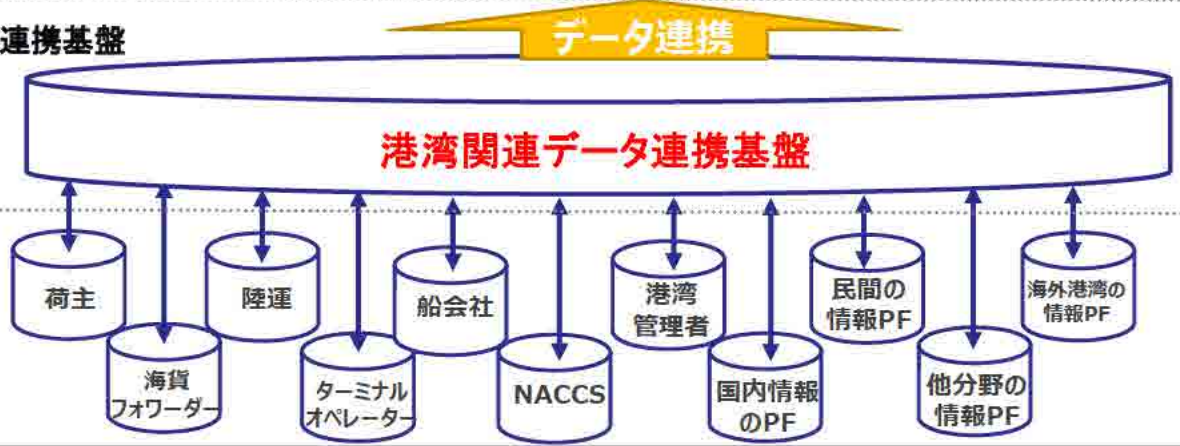 連携基盤
データ連携
港湾関連データ連携基盤
荷主
海貨
フォワーダー
陸運
ターミナル
オペレーター
船会社
NACCS
港湾
管理者
国内情報
のPF
民間の
情報PF
他分野の
情報PF
海外港湾の
情報PF